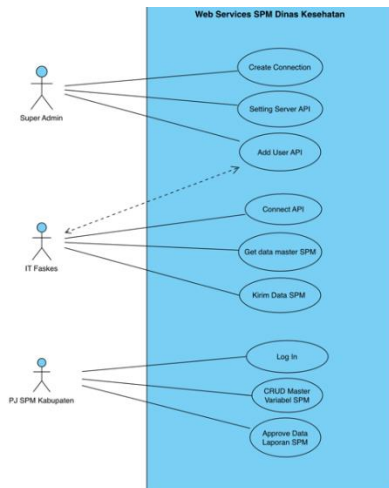 Web Services SPM Dinas Kesehatan
Create Connection
Setting Server API
Super Admin
Add User API
Connect API
IT Faskes
Get data master SPM
Kirim Data SPM
Log In
PJ SPM Kabupaten
CRUD Master
Variabel SPM
Approve Data
Laporan SPM